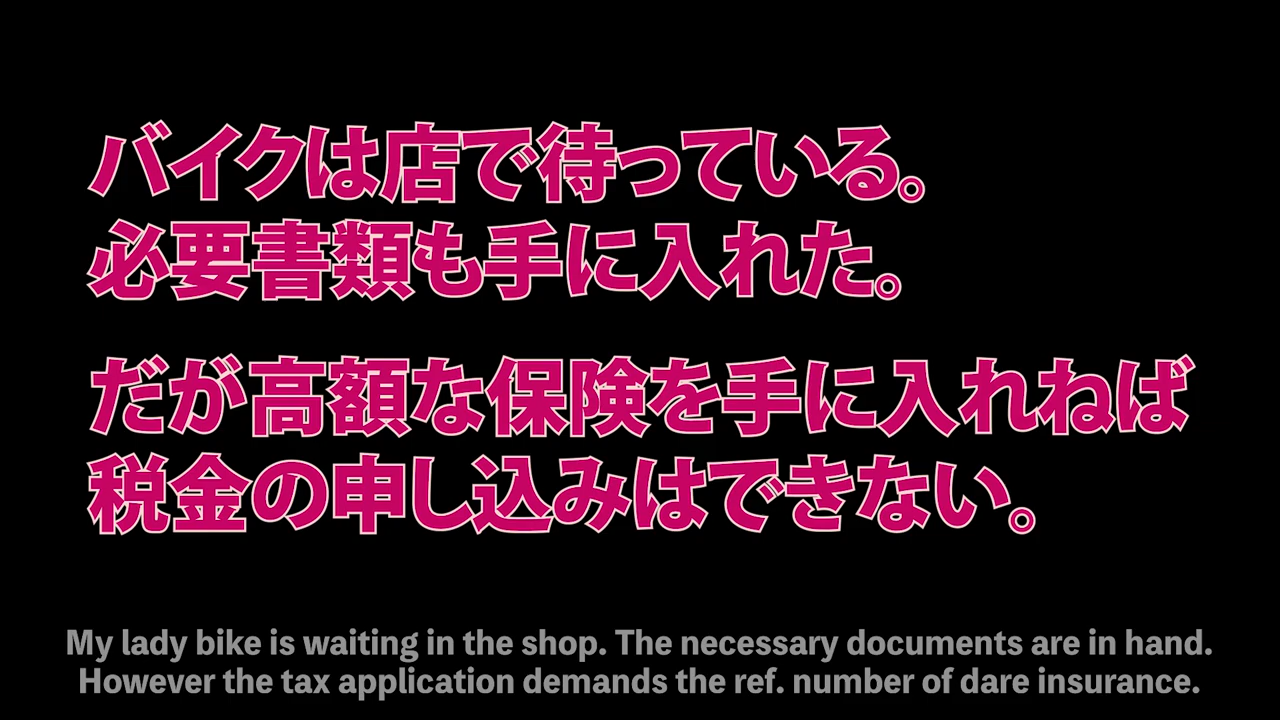 バイクは店で待っている。
必要書類も手に入れた。
だが高額な保険を手に入れねば
税金の申し込みはできない。
My lady bike is waiting in the shop. The necessary documents are in hand.
However the tax application demands the ref. number of dare insurance.